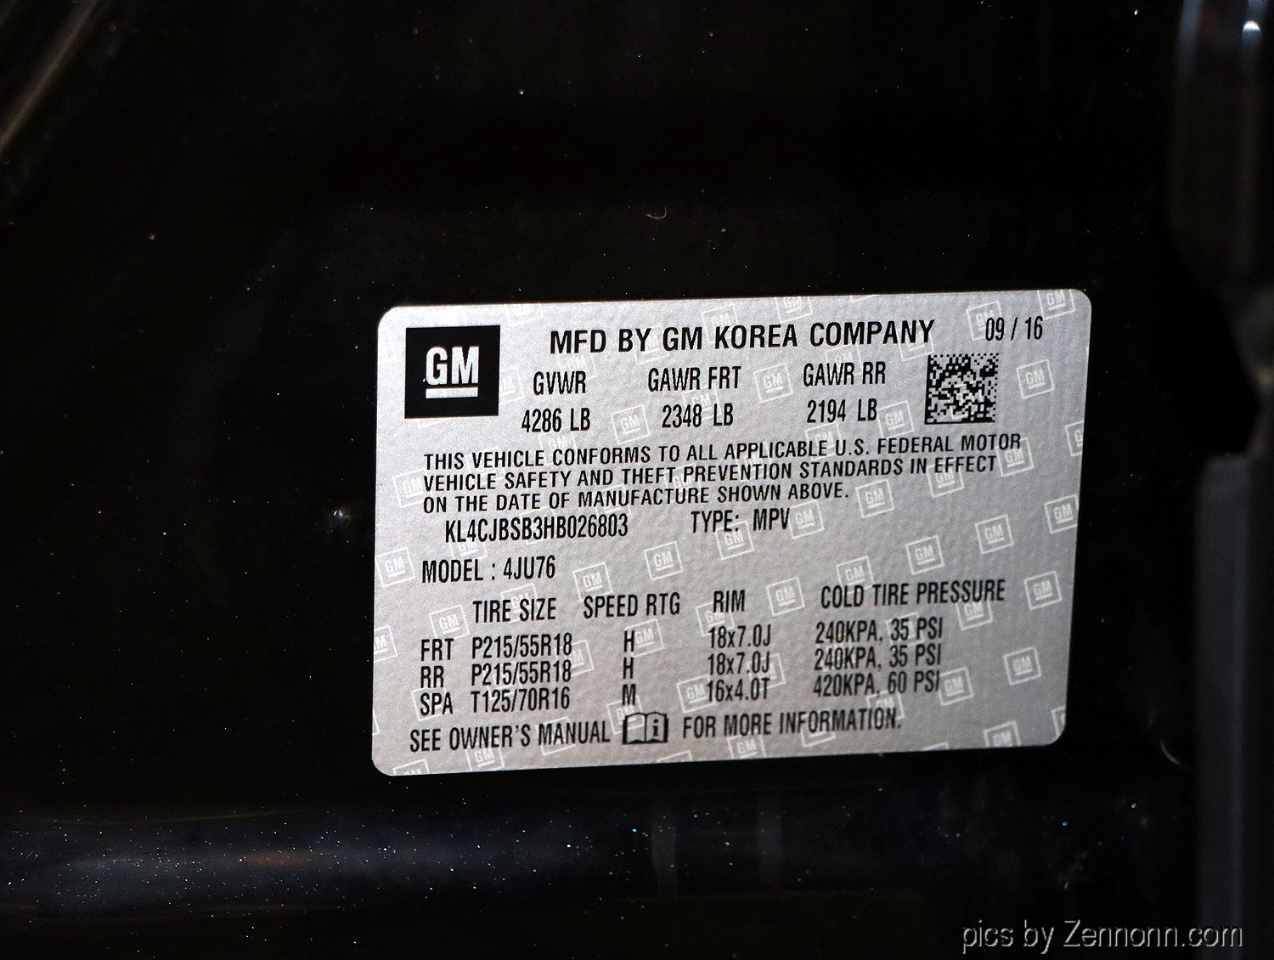 GM
MFD BY GM KOREA COMPANY 09 / 16
GVWR GAWR FRT GAWR RR
4286 LB 2348 LB 2194 LB
THIS VEHICLE CONFORMS TO ALL APPLICABLE U.S. FEDERAL MOTOR
VEHICLE SAFETY AND THEFT PREVENTION STANDARDS IN EFFECT
ON THE DATE OF MANUFACTURE SHOWN ABOVE.
KL4CJBSB3HB026803 TYPE: MPV
MODEL : 4JU76
TIRE SIZE SPEED RTG RIM COLD TIRE PRESSURE
FRT P215/55R18 H 18x7.0J 240KPA, 35 PSI
RR P215/55R18 H 18x7.0J 240KPA, 35 PSI
SPA T125/70R16 M 16x4.0T 420KPA, 60 PSI
SEE OWNER'S MANUAL FOR MORE INFORMATION.
pics by Zennonn.com